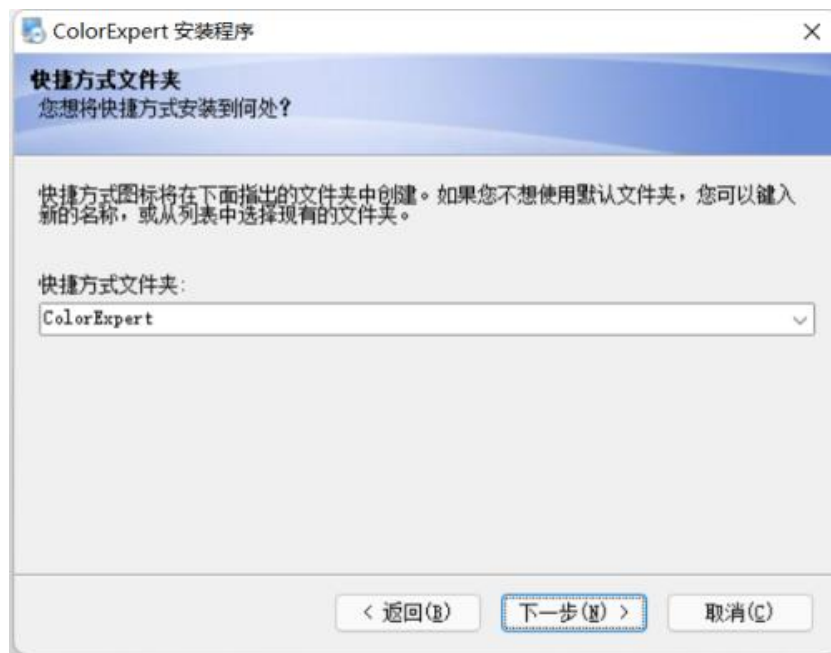 ColorExpert 安装程序
快捷方式文件夹
您想将快捷方式安装到何处?
快捷方式图标将在下面指出的文件夹中创建。如果您不想使用默认文件夹，您可以键入
新的名称，或从列表中选择现有的文件夹。
快捷方式文件夹:
ColorExpert
< 返回(B)
下一步(N) >
取消(C)